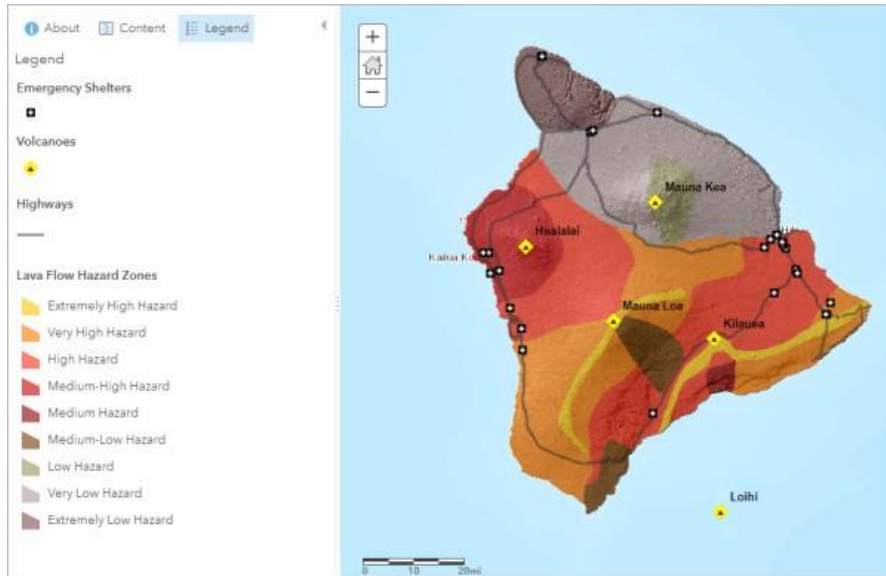 About Content Legend
Legend
Emergency Shelters
Volcanoes
Highways
Lava Flow Hazard Zones
Extremely High Hazard
Very High Hazard
High Hazard
Medium-High Hazard
Medium Hazard
Medium-Low Hazard
Low Hazard
Very Low Hazard
Extremely Low Hazard
+
−
Mauna Kea
Hualalai
Kailua
Mauna Loa
Kilauea
Loihi
0 10 20mi